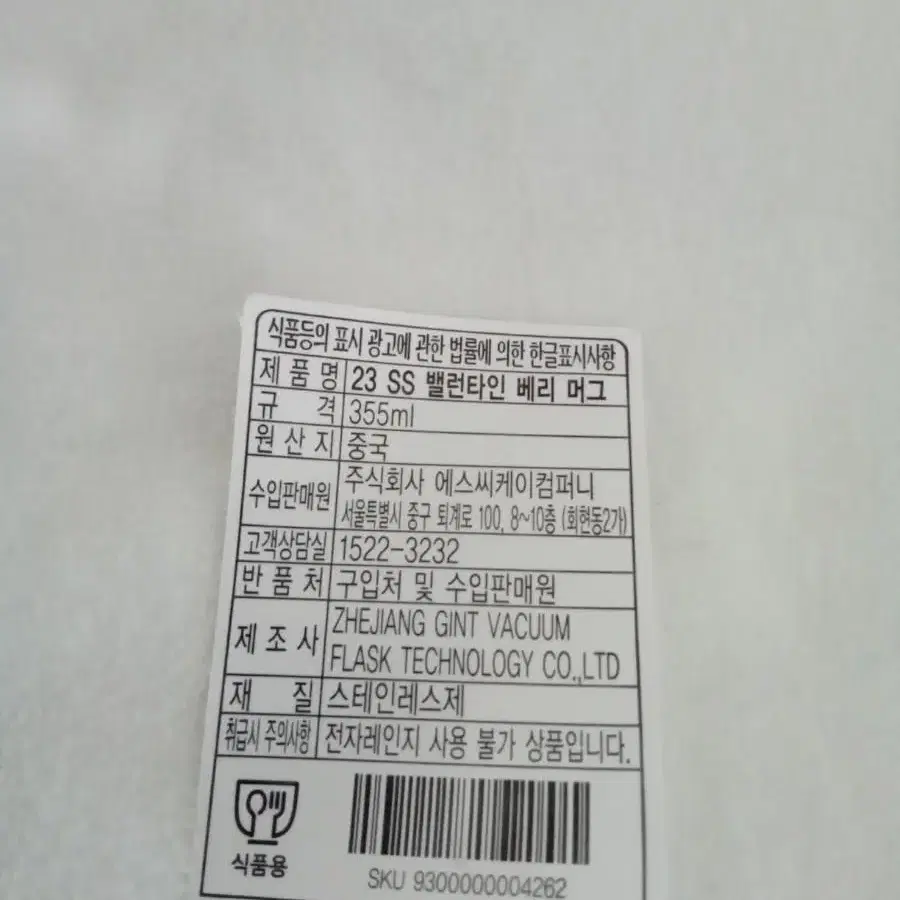 식품등의 표시 광고에 관한 법률에 의한 한글표시사항
제 품 명 23 SS 밸런타인 베리 머그
규 격 355ml
원 산 지 중국
수입판매원 주식회사 에스씨케이컴퍼니
서울특별시 중구 퇴계로 100, 8~10층 (회현동2가)
고객상담실 1522-3232
반 품 처 구입처 및 수입판매원
제 조 사 ZHEJIANG GINT VACUUM
FLASK TECHNOLOGY CO.,LTD
재 질 스테인레스제
취급시 주의사항 전자레인지 사용 불가 상품입니다.
식품용
SKU 9300000004262